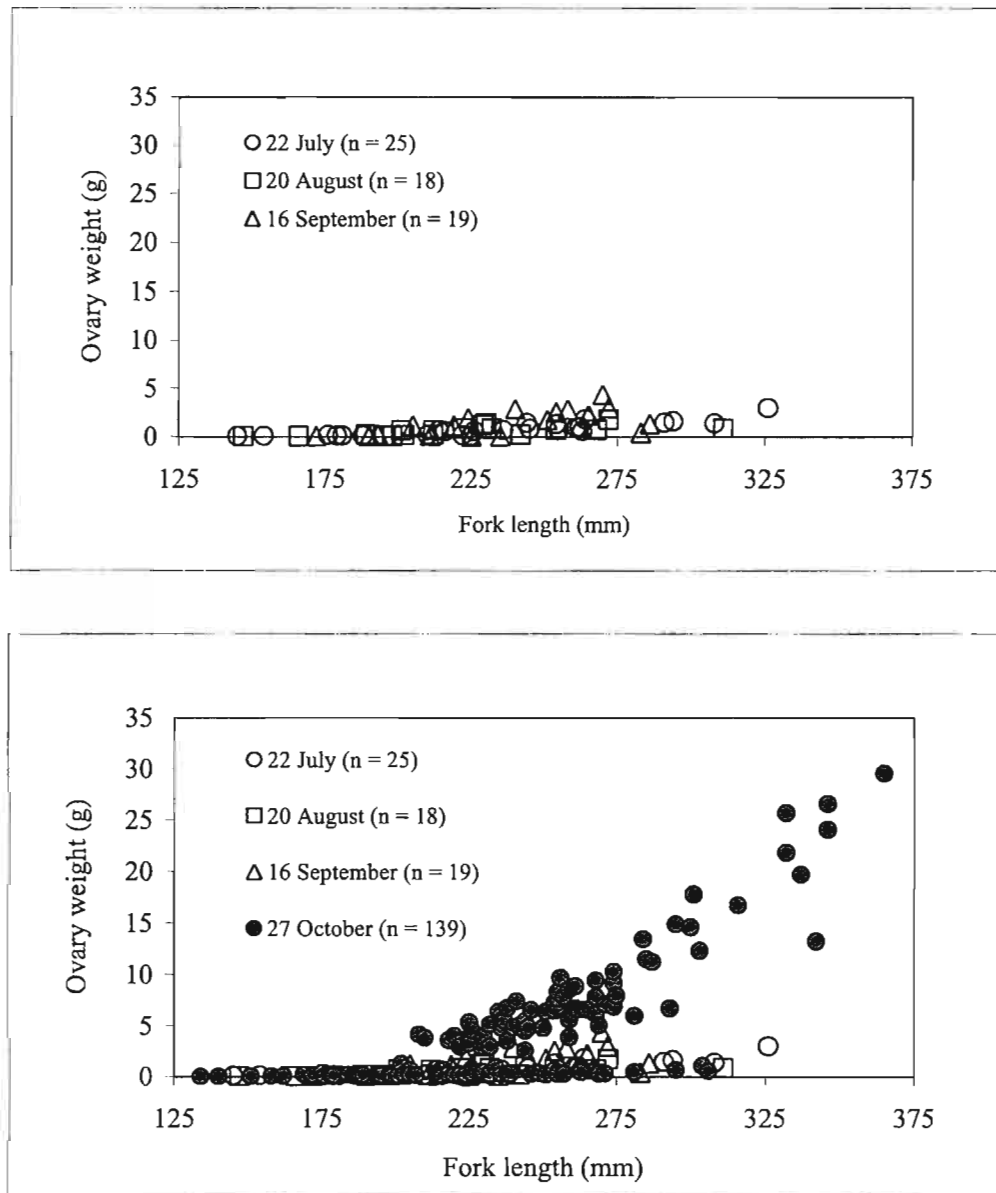 35
30
25
20
15
10
5
0
Ovary weight (g)
22 July (n = 25)
20 August (n = 18)
16 September (n = 19)
125 175 225 275 325 375
Fork length (mm)
35
30
25
20
15
10
5
0
Ovary weight (g)
22 July (n = 25)
20 August (n = 18)
16 September (n = 19)
27 October (n = 139)
125 175 225 275 325 375
Fork length (mm)